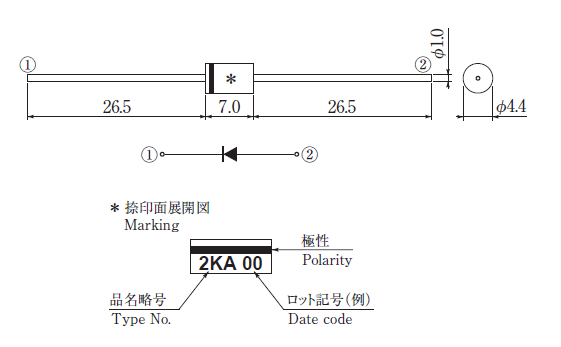 ① ② φ1.0
*
26.5 7.0 26.5 φ4.4
① ②
* 捺印面展開図
Marking
極性
Polarity
2KA 00
品名略号 ロット記号(例)
Type No. Date code